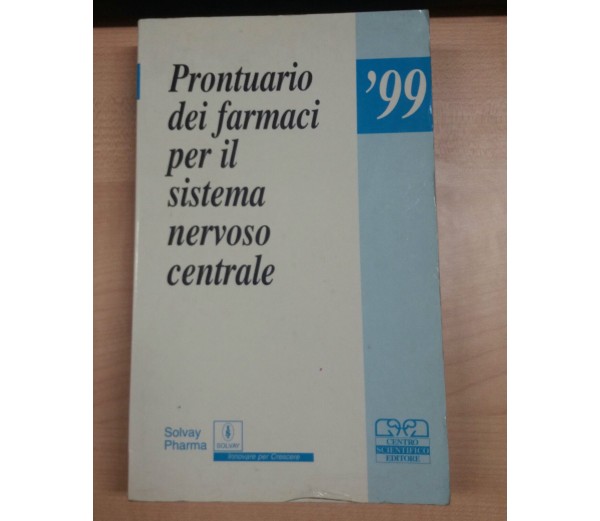 Prontuario
dei farmaci
per il
sistema
nervoso
centrale
'99
Solvay
Pharma
SOLVAY
Innovare per Crescere
CENTRO
SCIENTIFICO
EDITORE